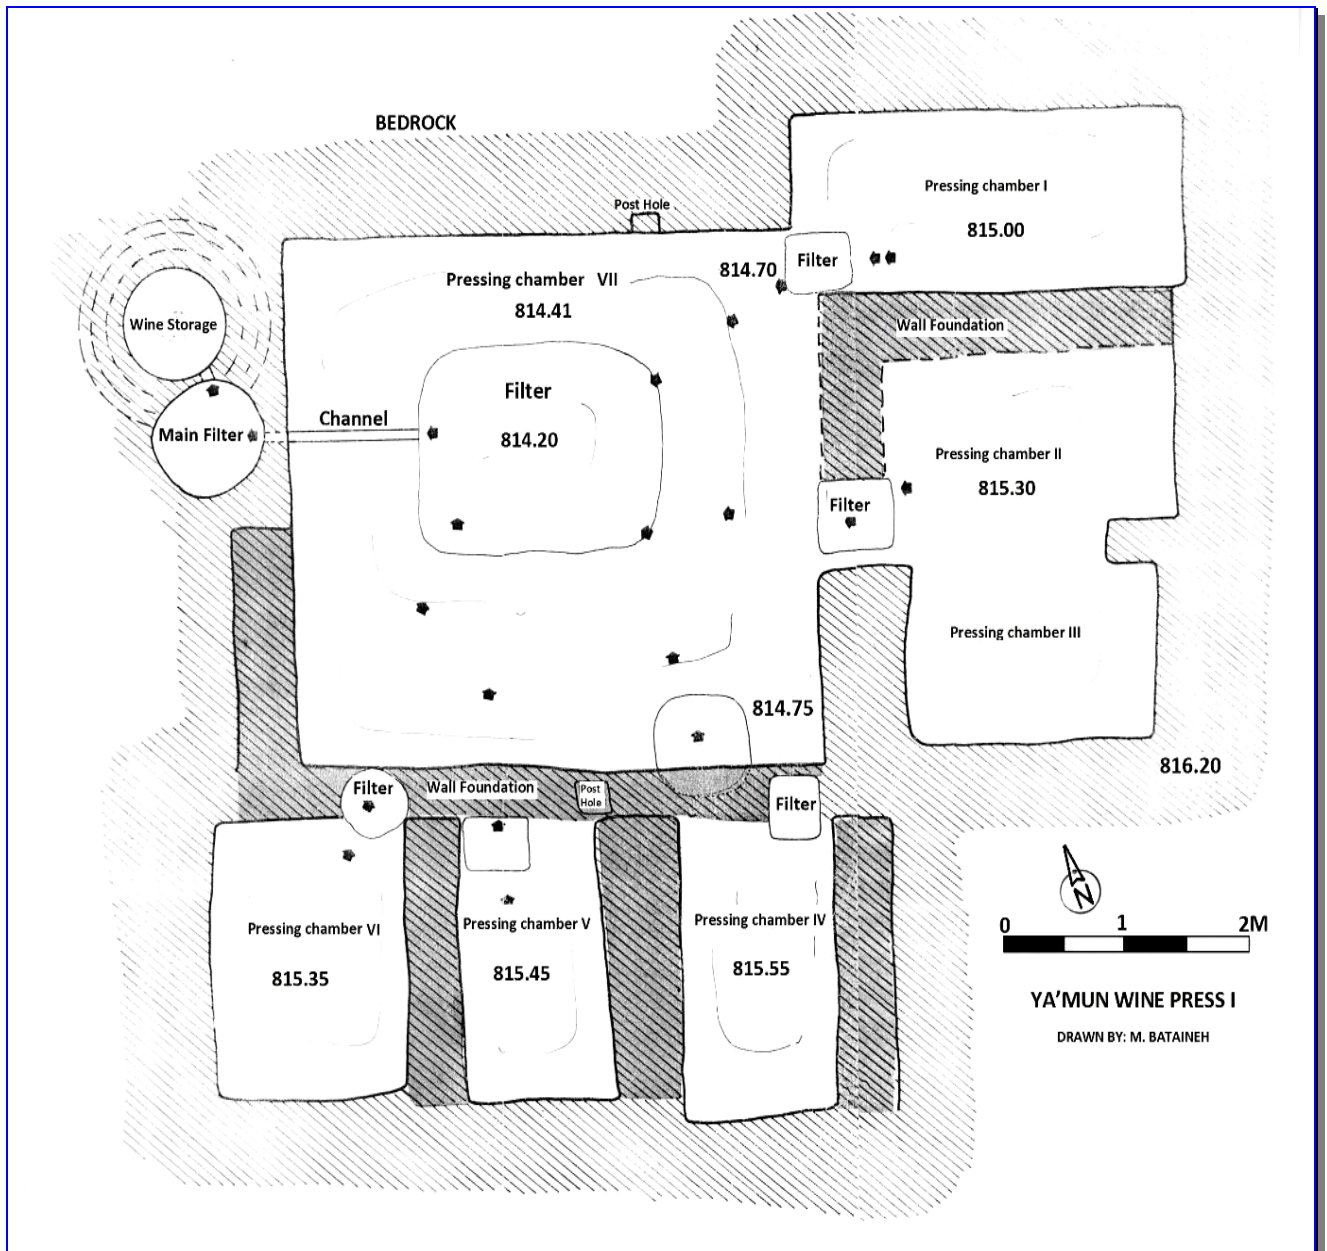 BEDROCK
Pressing chamber I
815.00
Post Hole
Filter
814.70
Pressing chamber VII
814.41
Wine Storage
Wall Foundation
Filter
814.20
Channel
Main Filter
Pressing chamber II
815.30
Filter
Pressing chamber III
814.75
816.20
Filter
Wall Foundation
Post
Hole
Filter
N
Pressing chamber VI
815.35
Pressing chamber V
815.45
Pressing chamber IV
815.55
0 1 2M
YA’MUN WINE PRESS I
DRAWN BY: M. BATAINEH